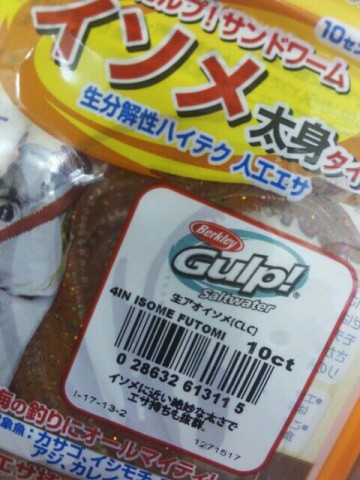 ガルプ!サンドワーム
10セ
イソメ太身タイ
生分解性ハイテク 人工エサ
Berkley
Gulp!®
Saltwater
生アオイソメ(CLC)
4IN ISOME FUTOMI
10ct
0 28632 61311 5
イソメに近い絶妙な太さで
エサ持ちも抜群。
I-17-13-2
1271517
海の釣りにオールマイティ
象魚:カサゴ、イシモチ
アジ、カレイ